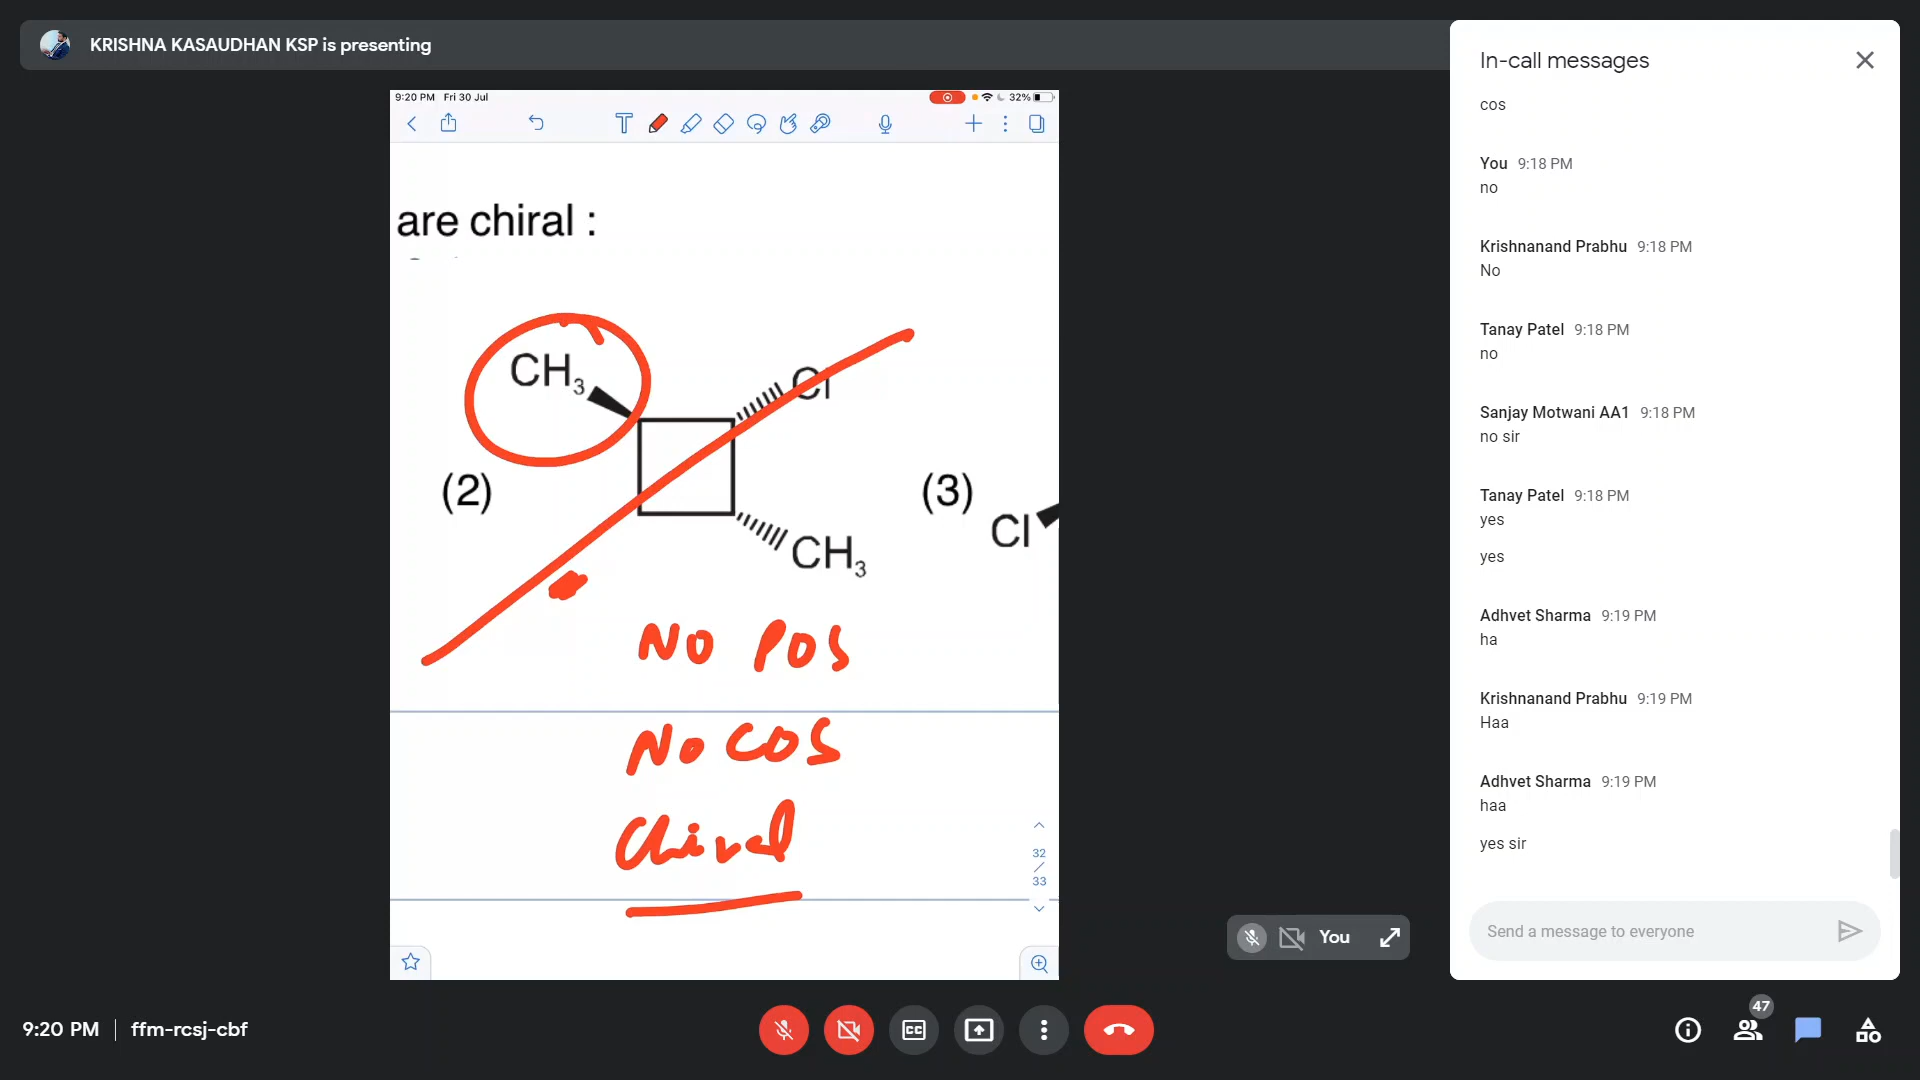 KRISHNA KASAUDHAN KSP is presenting
9:20 PM Fri 30 Jul
32%
are chiral :
CH3
Cl
(2)
(3)
Cl
CH3
NO POS
NO COS
Chiral
32
33
You
In-call messages
cos
You 9:18 PM
no
Krishnanand Prabhu 9:18 PM
No
Tanay Patel 9:18 PM
no
Sanjay Motwani AA1 9:18 PM
no sir
Tanay Patel 9:18 PM
yes
yes
Adhvet Sharma 9:19 PM
ha
Krishnanand Prabhu 9:19 PM
Haa
Adhvet Sharma 9:19 PM
haa
yes sir
Send a message to everyone
9:20 PM | ffm-rcsj-cbf
CC
47